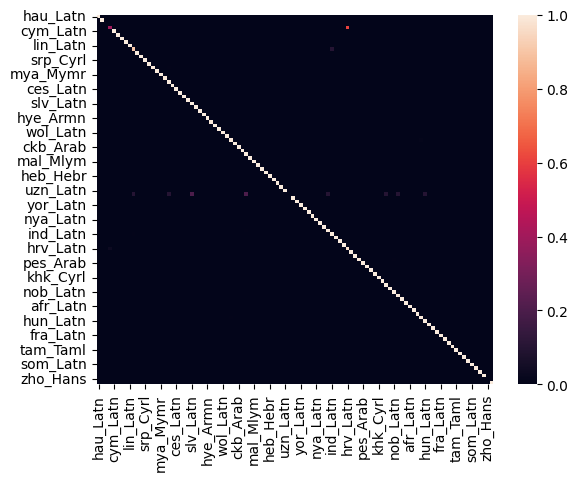 hau_Latn
cym_Latn
lin_Latn
srp_Cyrl
mya_Mymr
ces_Latn
slv_Latn
hye_Armn
wol_Latn
ckb_Arab
mal_Mlym
heb_Hebr
uzn_Latn
yor_Latn
nya_Latn
ind_Latn
hrv_Latn
pes_Arab
khk_Cyrl
nob_Latn
afr_Latn
hun_Latn
fra_Latn
tam_Taml
som_Latn
zho_Hans
hau_Latn
cym_Latn
lin_Latn
srp_Cyrl
mya_Mymr
ces_Latn
slv_Latn
hye_Armn
wol_Latn
ckb_Arab
mal_Mlym
heb_Hebr
uzn_Latn
yor_Latn
nya_Latn
ind_Latn
hrv_Latn
pes_Arab
khk_Cyrl
nob_Latn
afr_Latn
hun_Latn
fra_Latn
tam_Taml
som_Latn
zho_Hans
1.0
0.8
0.6
0.4
0.2
0.0